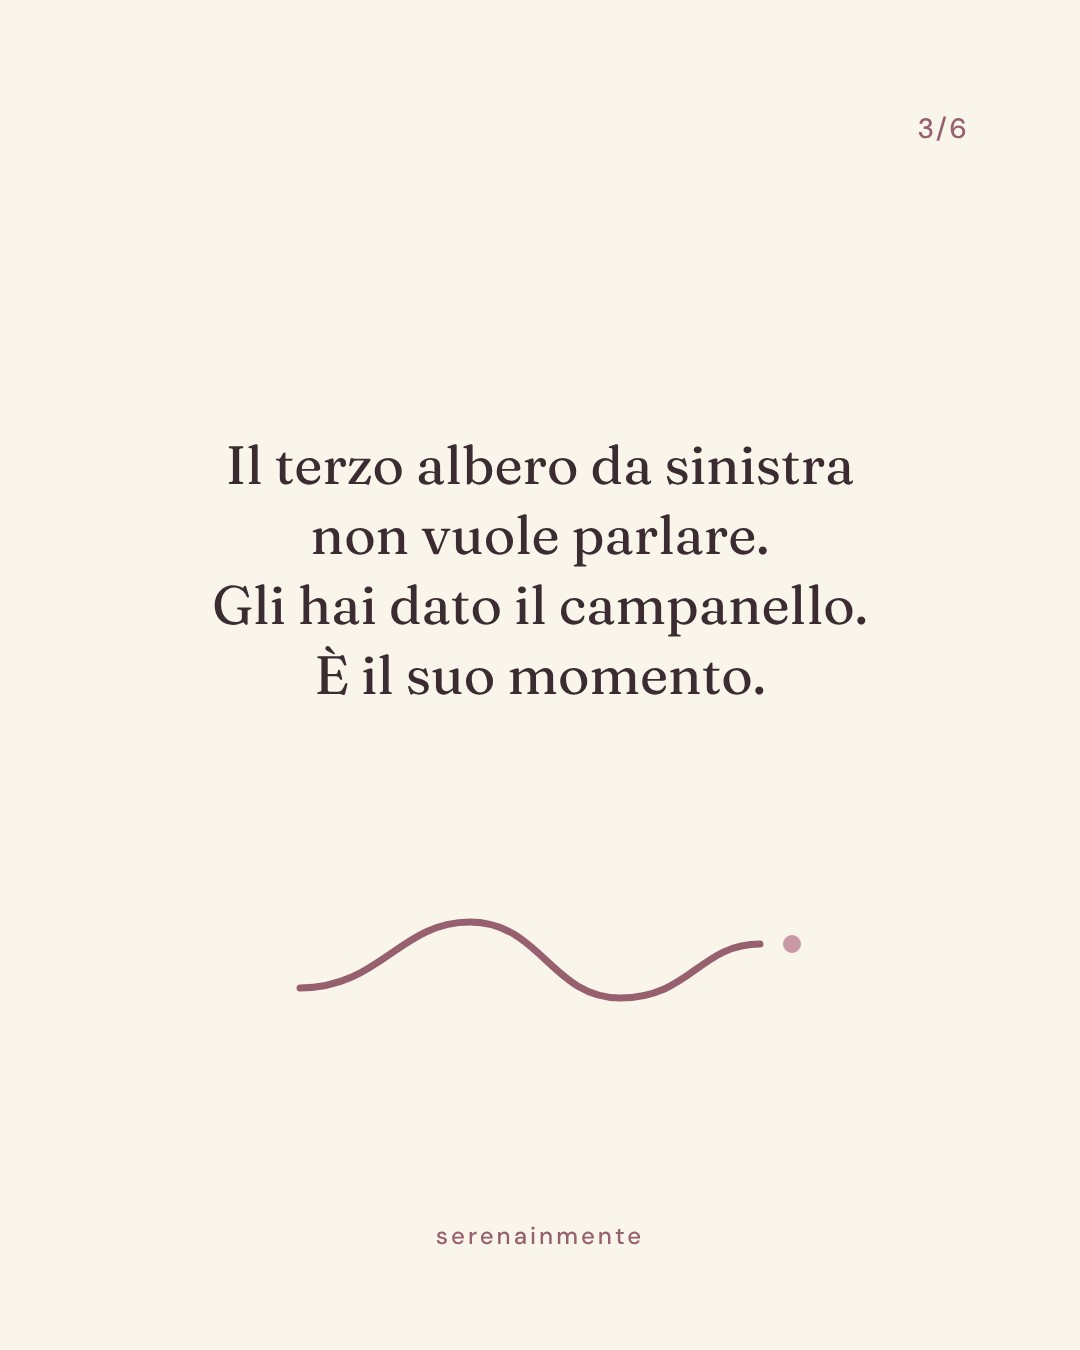 3/6
Il terzo albero da sinistra
non vuole parlare.
Gli hai dato il campanello.
È il suo momento.
serenainmente